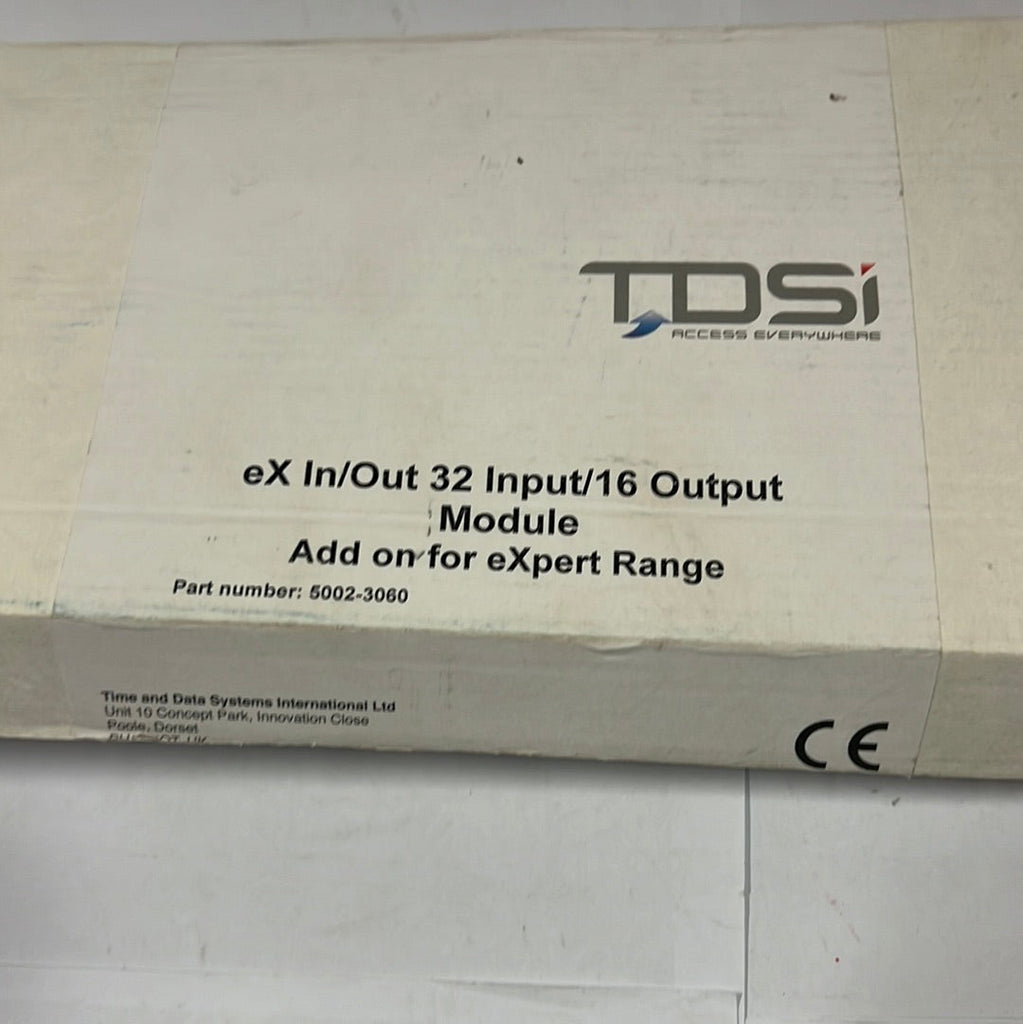 TDSi
ACCESS EVERYWHERE
eX In/Out 32 Input/16 Output
Module
Add on for eXpert Range
Part number: 5002-3060
Time and Data Systems International Ltd
Unit 10 Concept Park, Innovation Close
Poole, Dorset
UK
CE